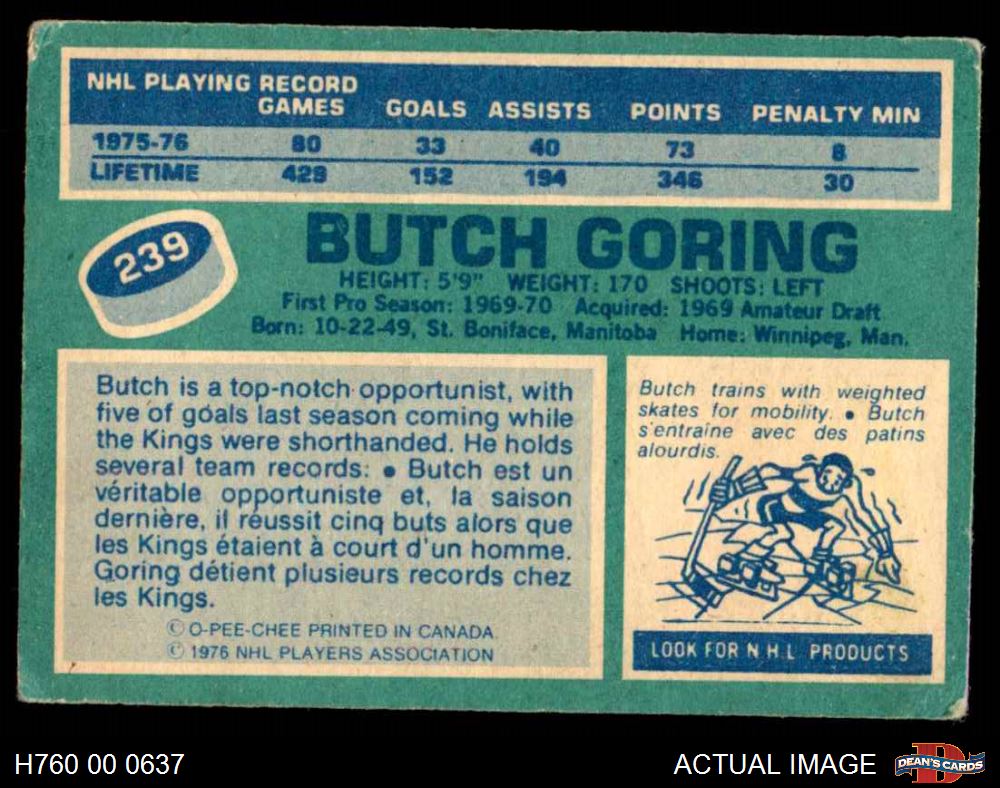 NHL PLAYING RECORD
GAMES GOALS ASSISTS POINTS PENALTY MIN
1975-76 80 33 40 73 8
LIFETIME 429 152 194 346 30
239
BUTCH GORING
HEIGHT: 5'9" WEIGHT: 170 SHOOTS: LEFT
First Pro Season: 1969-70 Acquired: 1969 Amateur Draft
Born: 10-22-49, St. Boniface, Manitoba Home: Winnipeg, Man.
Butch is a top-notch opportunist, with
five of goals last season coming while
the Kings were shorthanded. He holds
several team records: • Butch est un
véritable opportuniste et, la saison
dernière, il réussit cinq buts alors que
les Kings étaient à court d'un homme.
Goring détient plusieurs records chez
les Kings.
© O-PEE-CHEE PRINTED IN CANADA
© 1976 NHL PLAYERS ASSOCIATION
Butch trains with weighted
skates for mobility. • Butch
s'entraîne avec des patins
alourdis.
LOOK FOR N H L PRODUCTS
H760 00 0637
ACTUAL IMAGE
D
DEAN'S CARDS